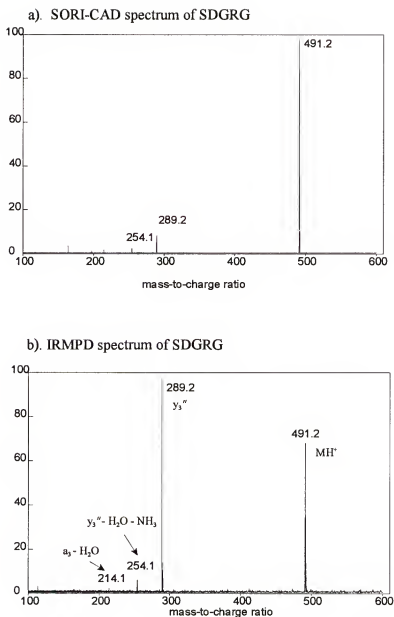 a). SORI-CAD spectrum of SDGRG
100
491.2
80
60
40
20
289.2
254.1
0
100 200 300 400 500 600
mass-to-charge ratio
b). IRMPD spectrum of SDGRG
100
289.2
y₃"
80
491.2
MH⁺
60
40
y₃"- H₂O - NH₃
20
a₃ - H₂O
254.1
214.1
0
100 200 300 400 500 600
mass-to-charge ratio